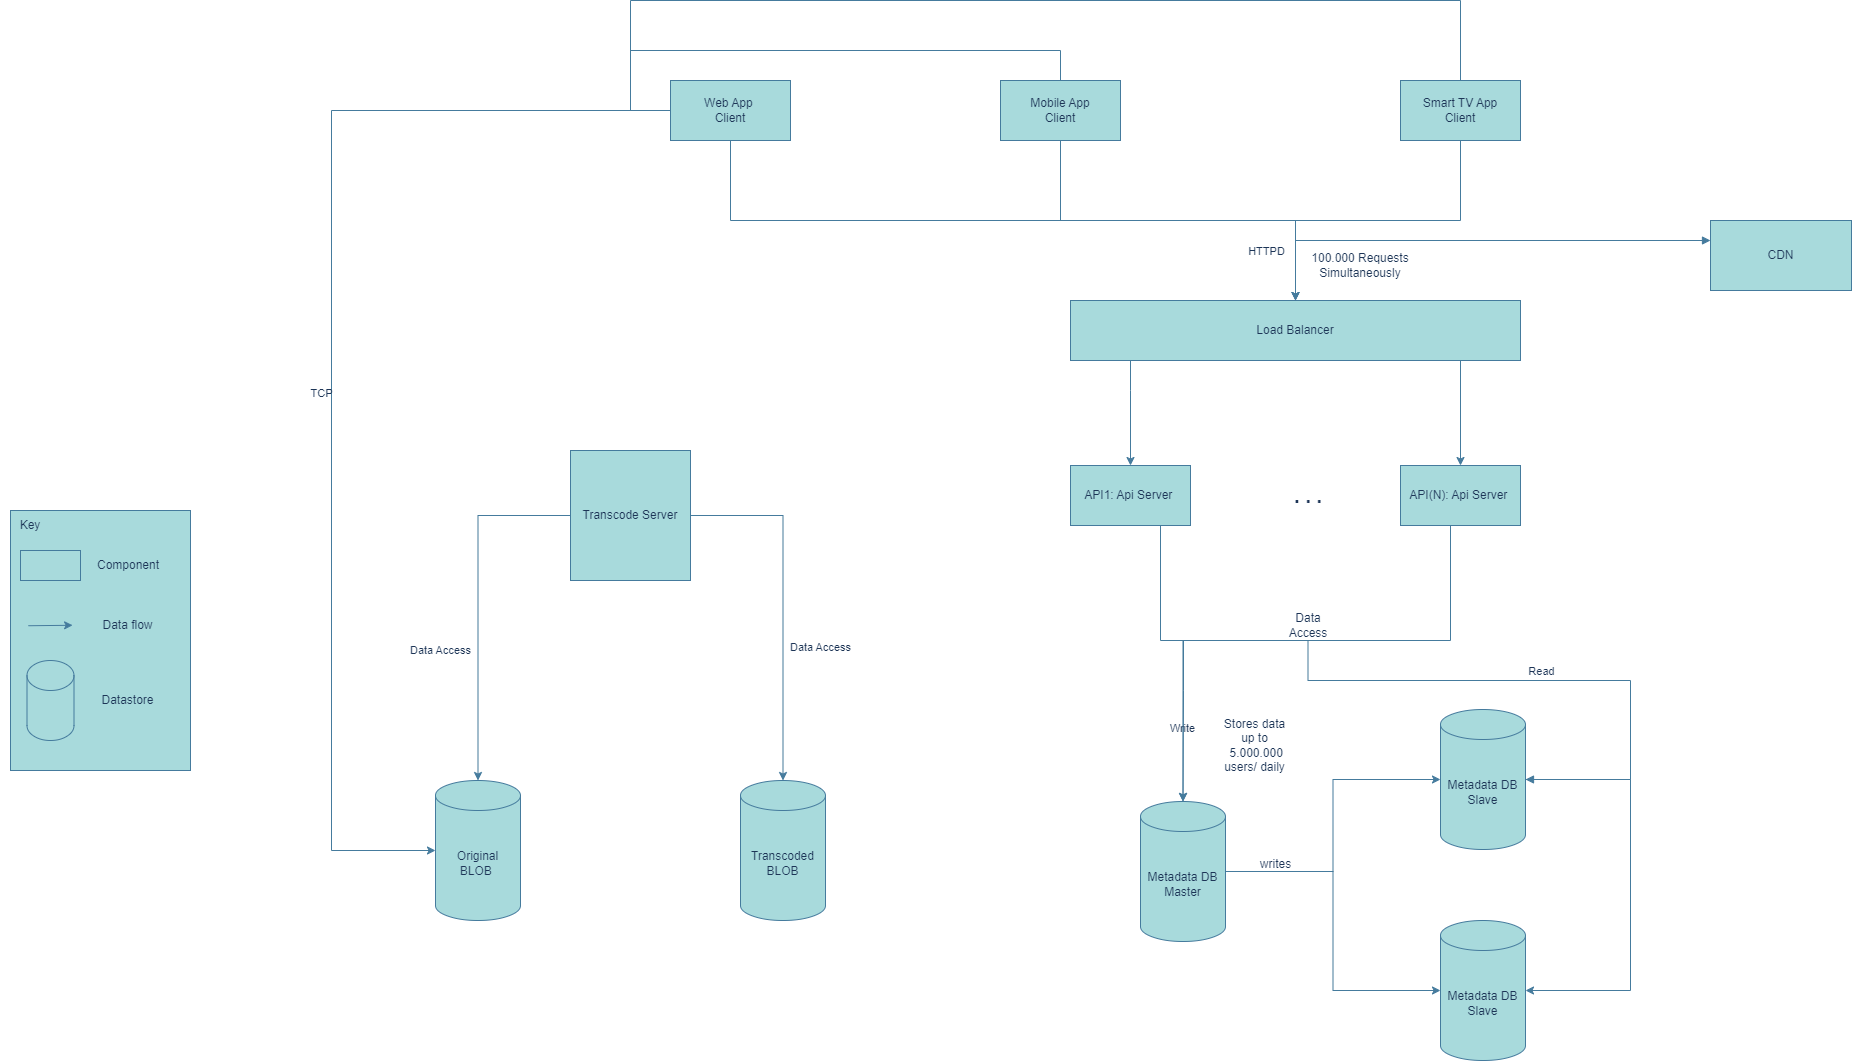 Web App
Client
Mobile App
Client
Smart TV App
Client
HTTPD
100.000 Requests
Simultaneously
CDN
Load Balancer
TCP
API1: Api Server
. . .
API(N): Api Server
Transcode Server
Key
Component
Data flow
Datastore
Data Access
Data Access
Data
Access
Read
Write
Stores data
up to
5.000.000
users/ daily
Metadata DB
Slave
Original
BLOB
Transcoded
BLOB
Metadata DB
Master
writes
Metadata DB
Slave